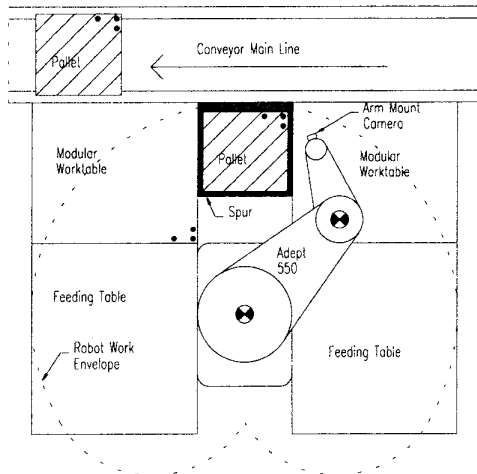 Conveyor Main Line
Pallet
Arm Mount
Camera
Modular
Worktable
Pallet
Modular
Worktable
Spur
Adept
550
Feeding Table
Robot Work
Envelope
Feeding Table